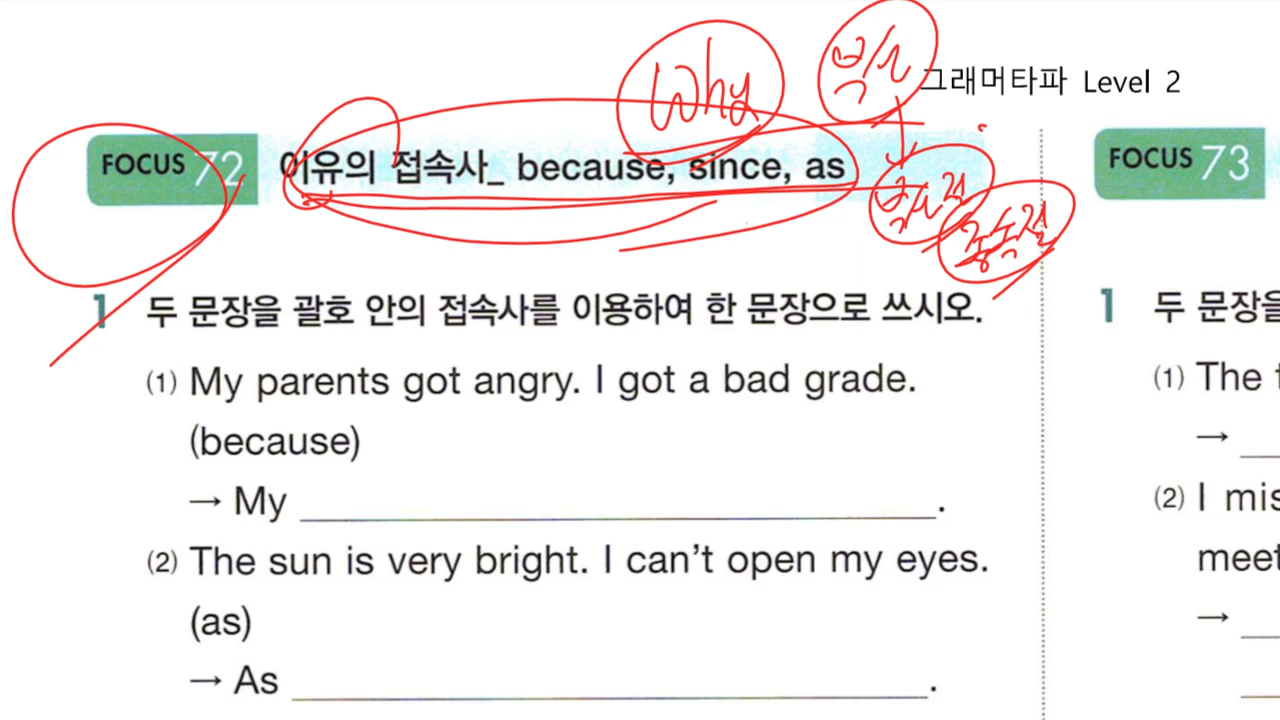 Why
부사
그래머타파 Level 2
FOCUS 72 이유의 접속사_ because, since, as
부사절
종속절
1 두 문장을 괄호 안의 접속사를 이용하여 한 문장으로 쓰시오.
(1) My parents got angry. I got a bad grade.
(because)
→ My ____________.
(2) The sun is very bright. I can't open my eyes.
(as)
→ As ____________.
FOCUS 73
1 두 문장을
(1) The
→
(2) I
→